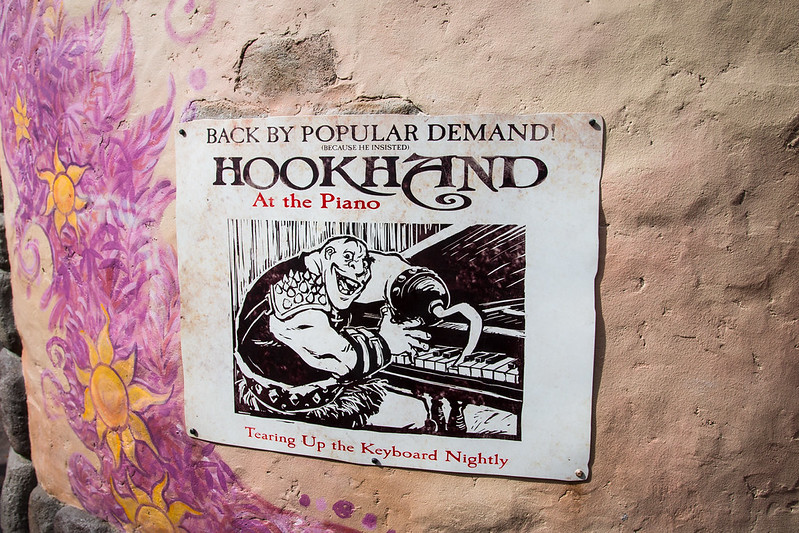 BACK BY POPULAR DEMAND!
(BECAUSE HE INSISTED)
HOOKHAND
At the Piano
Tearing Up the Keyboard Nightly